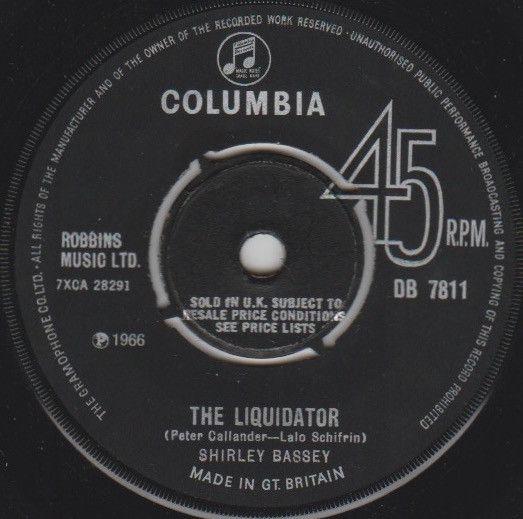 ALL RIGHTS OF THE MANUFACTURER AND OF THE OWNER OF THE RECORDED WORK RESERVED · UNAUTHORISED PUBLIC PERFORMANCE BROADCASTING AND COPYING OF THIS RECORD PROHIBITED
THE GRAMOPHONE CO. LTD. ·
COLUMBIA
45
R.P.M.
ROBBINS
MUSIC LTD.
7XCA 28291
DB 7811
SOLD IN U.K. SUBJECT TO
RESALE PRICE CONDITIONS
SEE PRICE LISTS
Ⓟ 1966
THE LIQUIDATOR
(Peter Callander—Lalo Schifrin)
SHIRLEY BASSEY
MADE IN GT. BRITAIN